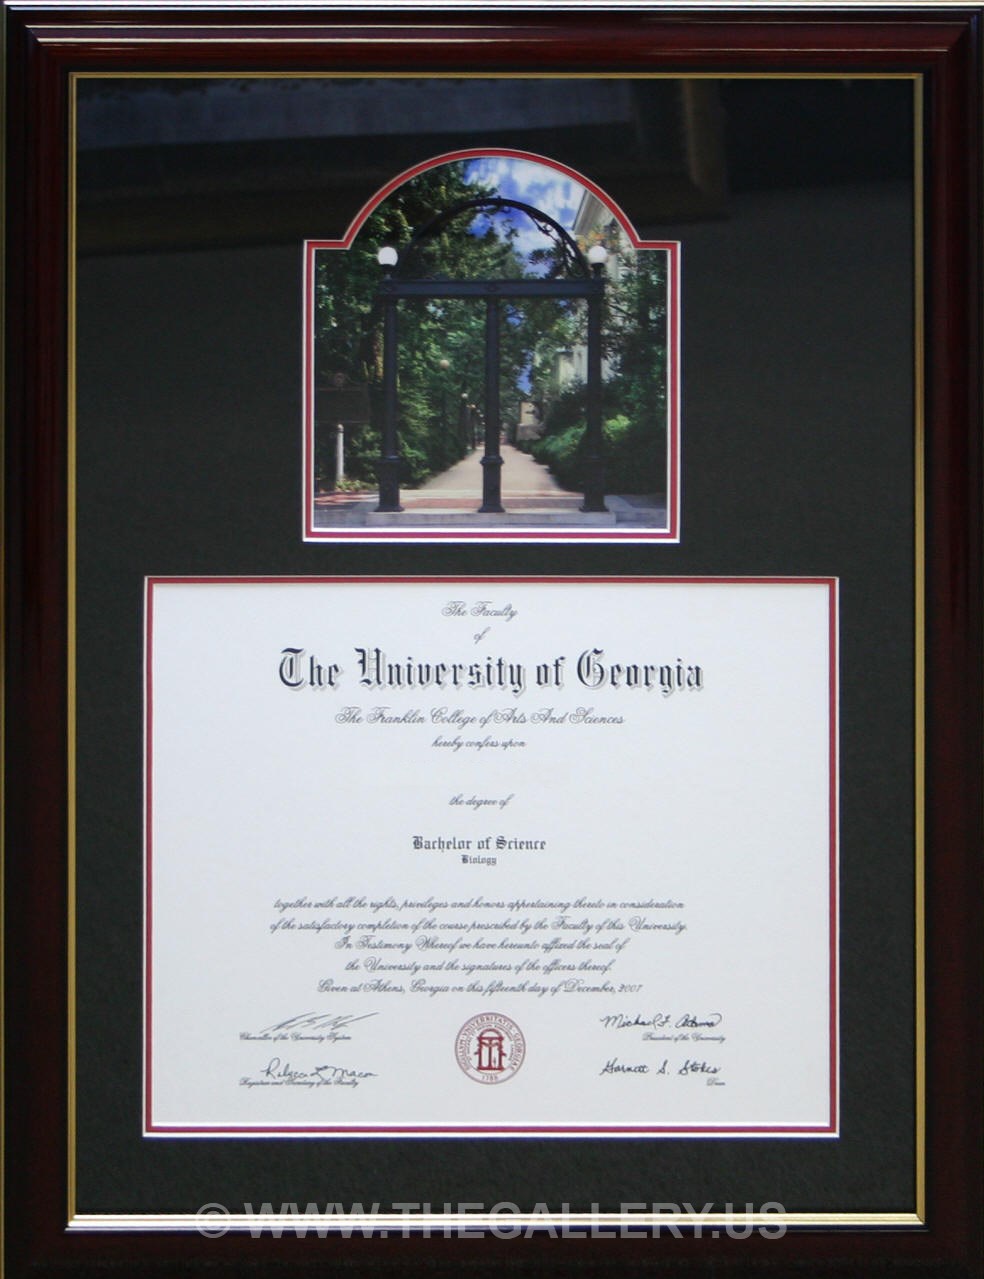 The Faculty
of
The University of Georgia
The Franklin College of Arts And Sciences
hereby confers upon
the degree of
Bachelor of Science
Biology
together with all the rights, privileges and honors appertaining thereto in consideration
of the satisfactory completion of the course prescribed by the Faculty of this University.
In Testimony Whereof we have hereunto affixed the seal of
the University and the signatures of the officers thereof.
Given at Athens, Georgia on this fifteenth day of December, 2007
Chancellor of the University System
Michael F. Adams
President of the University
Rebecca L Macon
Registrar and Secretary of the Faculty
Garnett S. Stokes
Dean
1785
© WWW.THEGALLERY.US